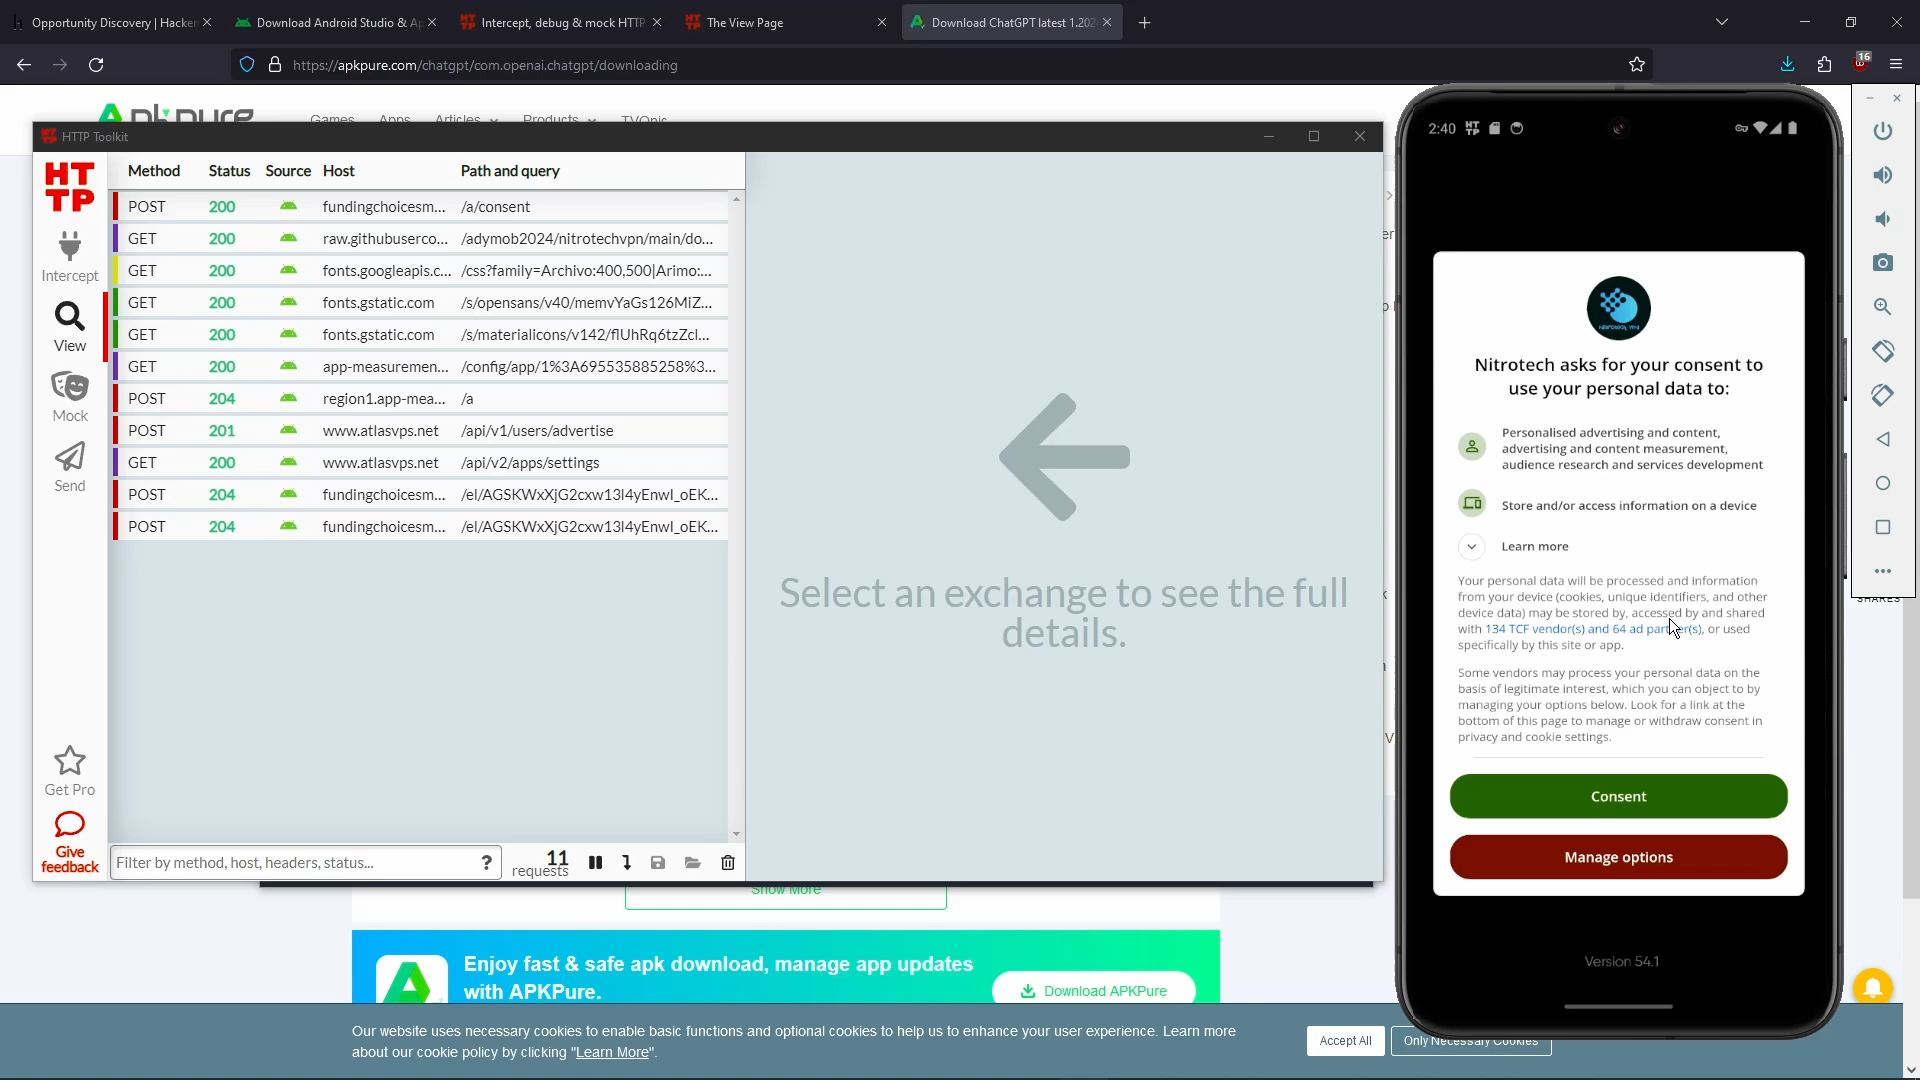 Opportunity Discovery | Hacker
Download Android Studio & Ap
Intercept, debug & mock HTTP
The View Page
Download ChatGPT latest 1.202
https://apkpure.com/chatgpt/com.openai.chatgpt/downloading
16
Games Apps Articles Products TVOnic
HTTP Toolkit
HT
TP
Intercept
View
Mock
Send
Get Pro
Give
feedback
Method Status Source Host Path and query
POST 200 fundingchoicesm... /a/consent
GET 200 raw.githubuserco... /adymob2024/nitrotechvpn/main/do...
GET 200 fonts.googleapis.c... /css?family=Archivo:400,500|Arimo:...
GET 200 fonts.gstatic.com /s/opensans/v40/memvYaGs126MiZ...
GET 200 fonts.gstatic.com /s/materialicons/v142/flUhRq6tzZcl...
GET 200 app-measuremen... /config/app/1%3A695535885258%3...
POST 204 region1.app-mea... /a
POST 201 www.atlasvps.net /api/v1/users/advertise
GET 200 www.atlasvps.net /api/v2/apps/settings
POST 204 fundingchoicesm... /el/AGSKWxXjG2cxw13l4yEnwl_oEK...
POST 204 fundingchoicesm... /el/AGSKWxXjG2cxw13l4yEnwl_oEK...
Filter by method, host, headers, status...
?
11
requests
Select an exchange to see the full
details.
2:40
Nitrotech asks for your consent to
use your personal data to:
Personalised advertising and content,
advertising and content measurement,
audience research and services development
Store and/or access information on a device
Learn more
Your personal data will be processed and information
from your device (cookies, unique identifiers, and other
device data) may be stored by, accessed by and shared
with 134 TCF vendor(s) and 64 ad partner(s), or used
specifically by this site or app.
Some vendors may process your personal data on the
basis of legitimate interest, which you can object to by
managing your options below. Look for a link at the
bottom of this page to manage or withdraw consent in
privacy and cookie settings.
Consent
Manage options
Version 54.1
SHARES
Show More
Enjoy fast & safe apk download, manage app updates
with APKPure.
Download APKPure
Our website uses necessary cookies to enable basic functions and optional cookies to help us to enhance your user experience. Learn more
about our cookie policy by clicking "Learn More".
Accept All
Only Necessary Cookies